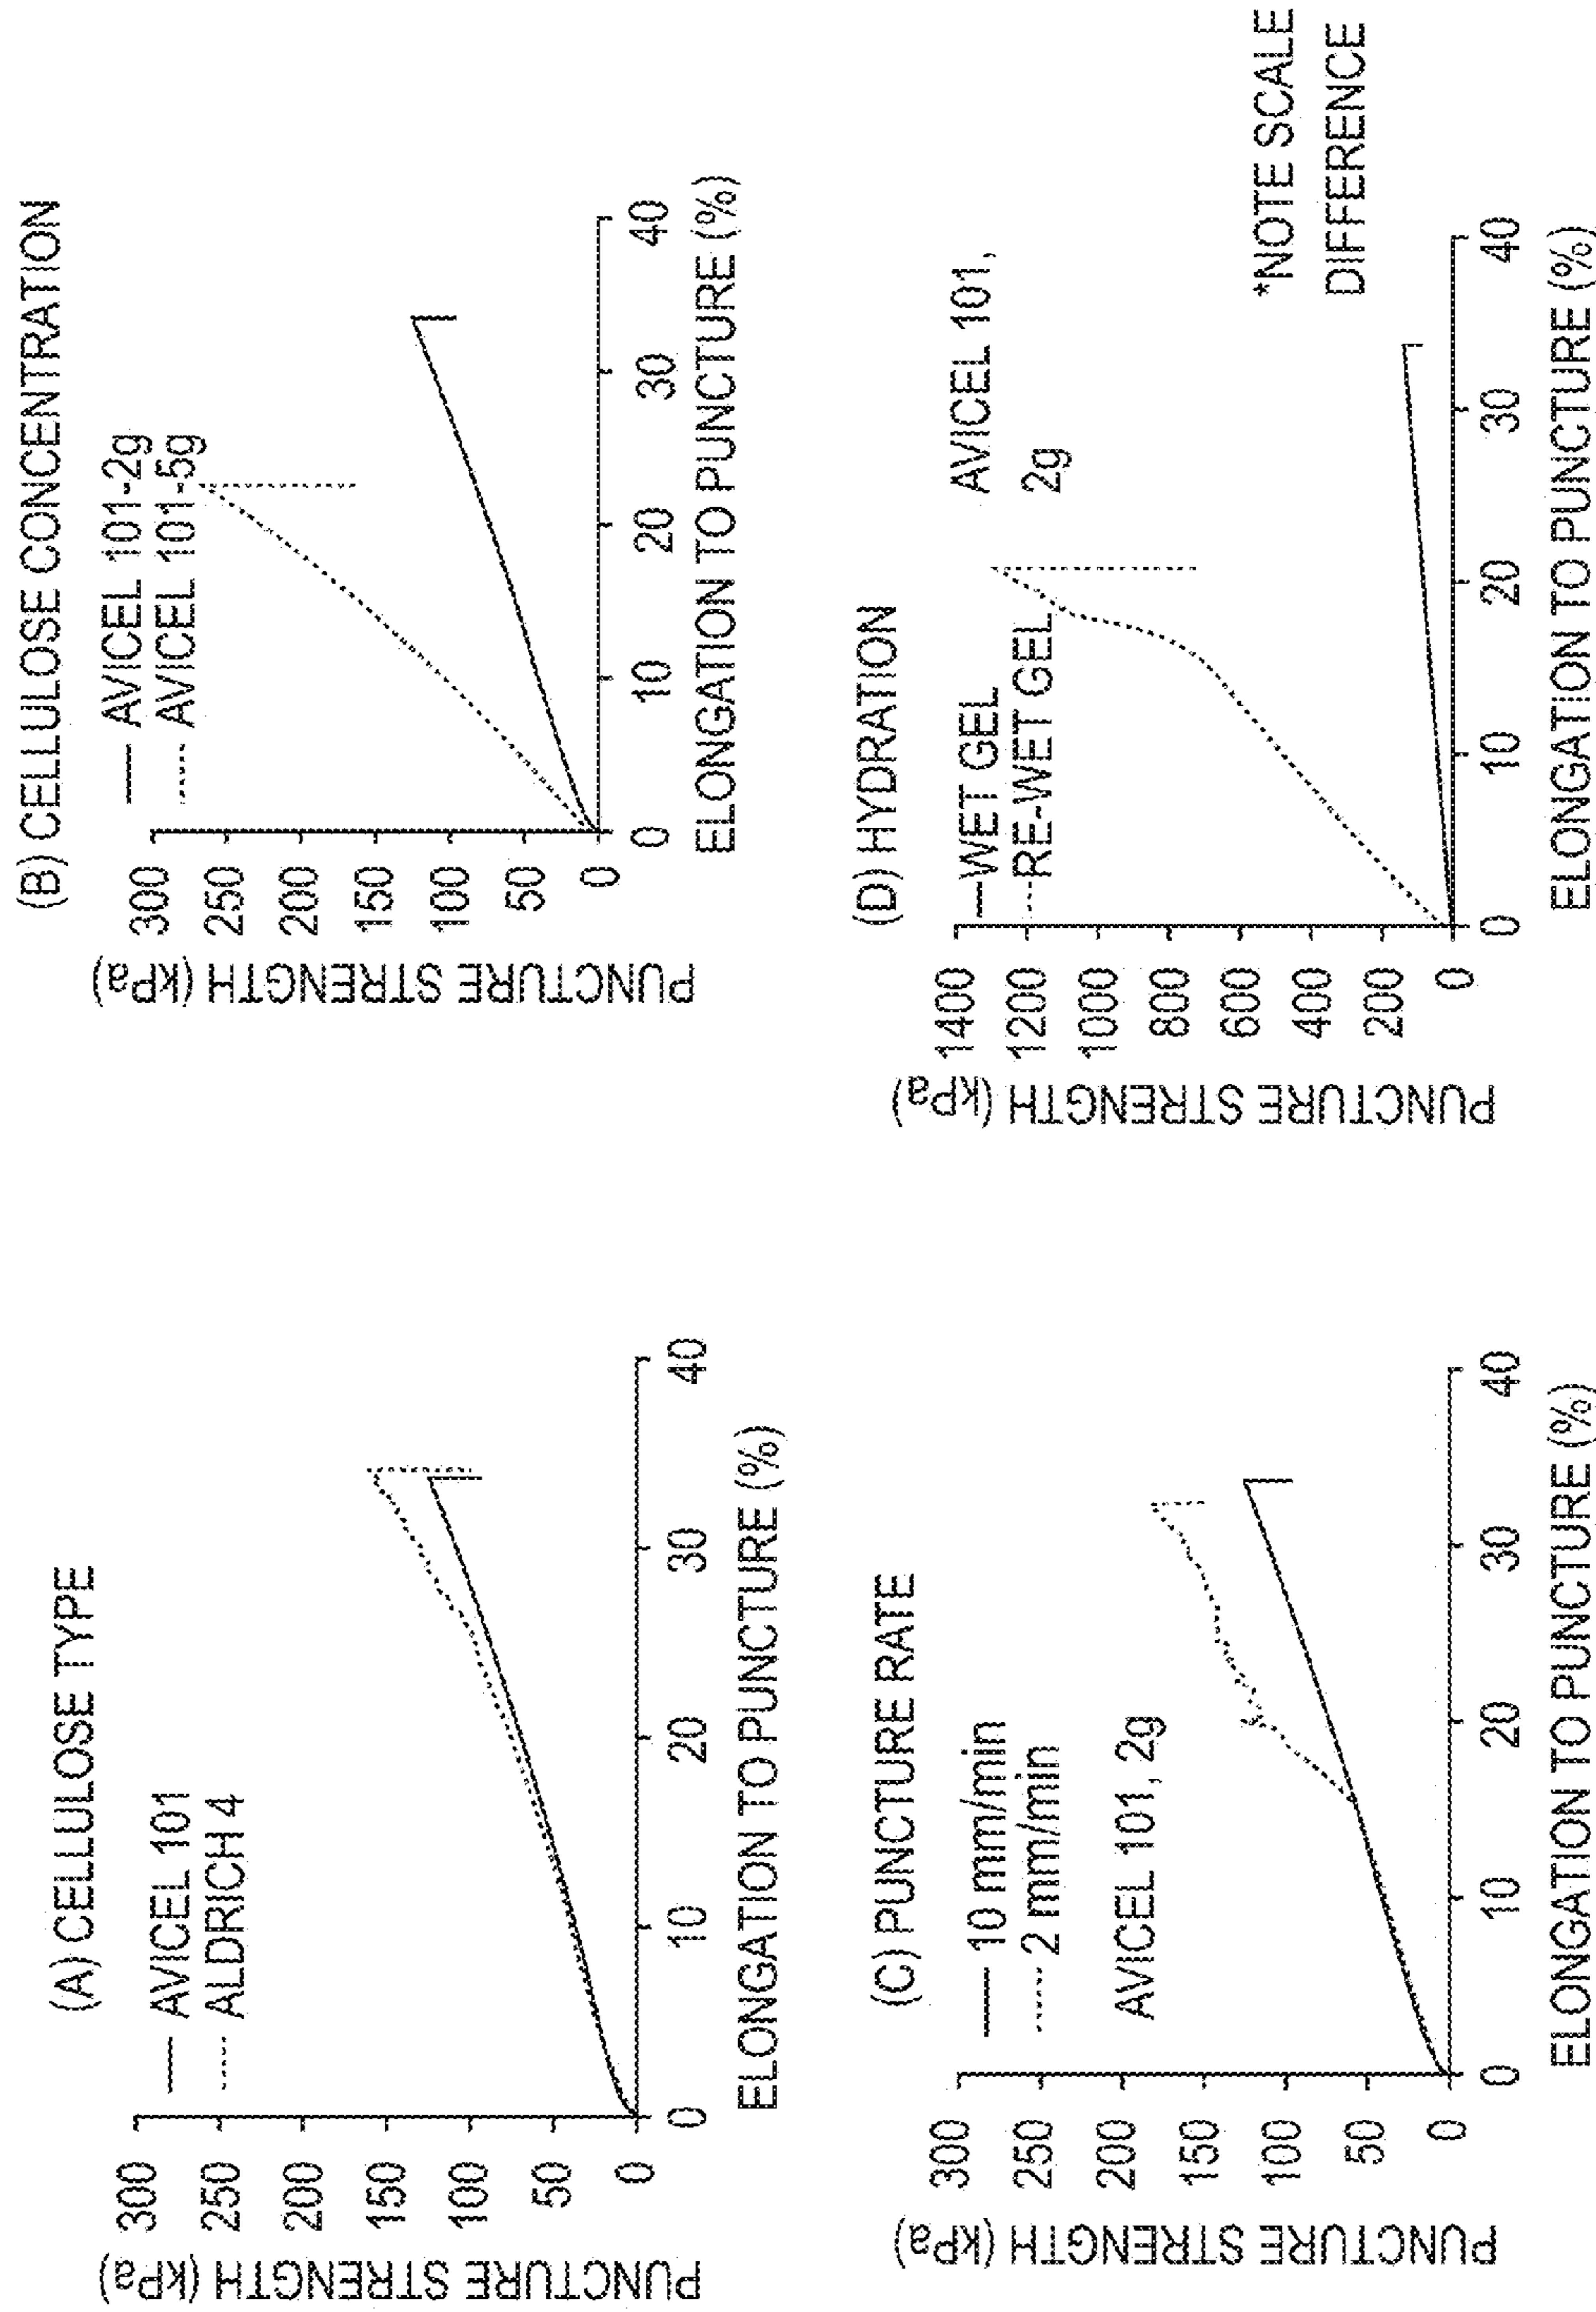 (A) CELLULOSE TYPE
AVICEL 101
ALDRICH 4
300
250
200
150
100
50
0
PUNCTURE STRENGTH (kPa)
0 10 20 30 40
ELONGATION TO PUNCTURE (%)
(B) CELLULOSE CONCENTRATION
AVICEL 101-2g
AVICEL 101-5g
300
250
200
150
100
50
0
PUNCTURE STRENGTH (kPa)
0 10 20 30 40
ELONGATION TO PUNCTURE (%)
(C) PUNCTURE RATE
10 mm/min
2 mm/min
AVICEL 101, 2g
300
250
200
150
100
50
0
PUNCTURE STRENGTH (kPa)
0 10 20 30 40
ELONGATION TO PUNCTURE (%)
(D) HYDRATION
WET GEL
RE-WET GEL
AVICEL 101,
2g
1400
1200
1000
800
600
400
200
0
PUNCTURE STRENGTH (kPa)
0 10 20 30 40
ELONGATION TO PUNCTURE (%)
*NOTE SCALE
DIFFERENCE